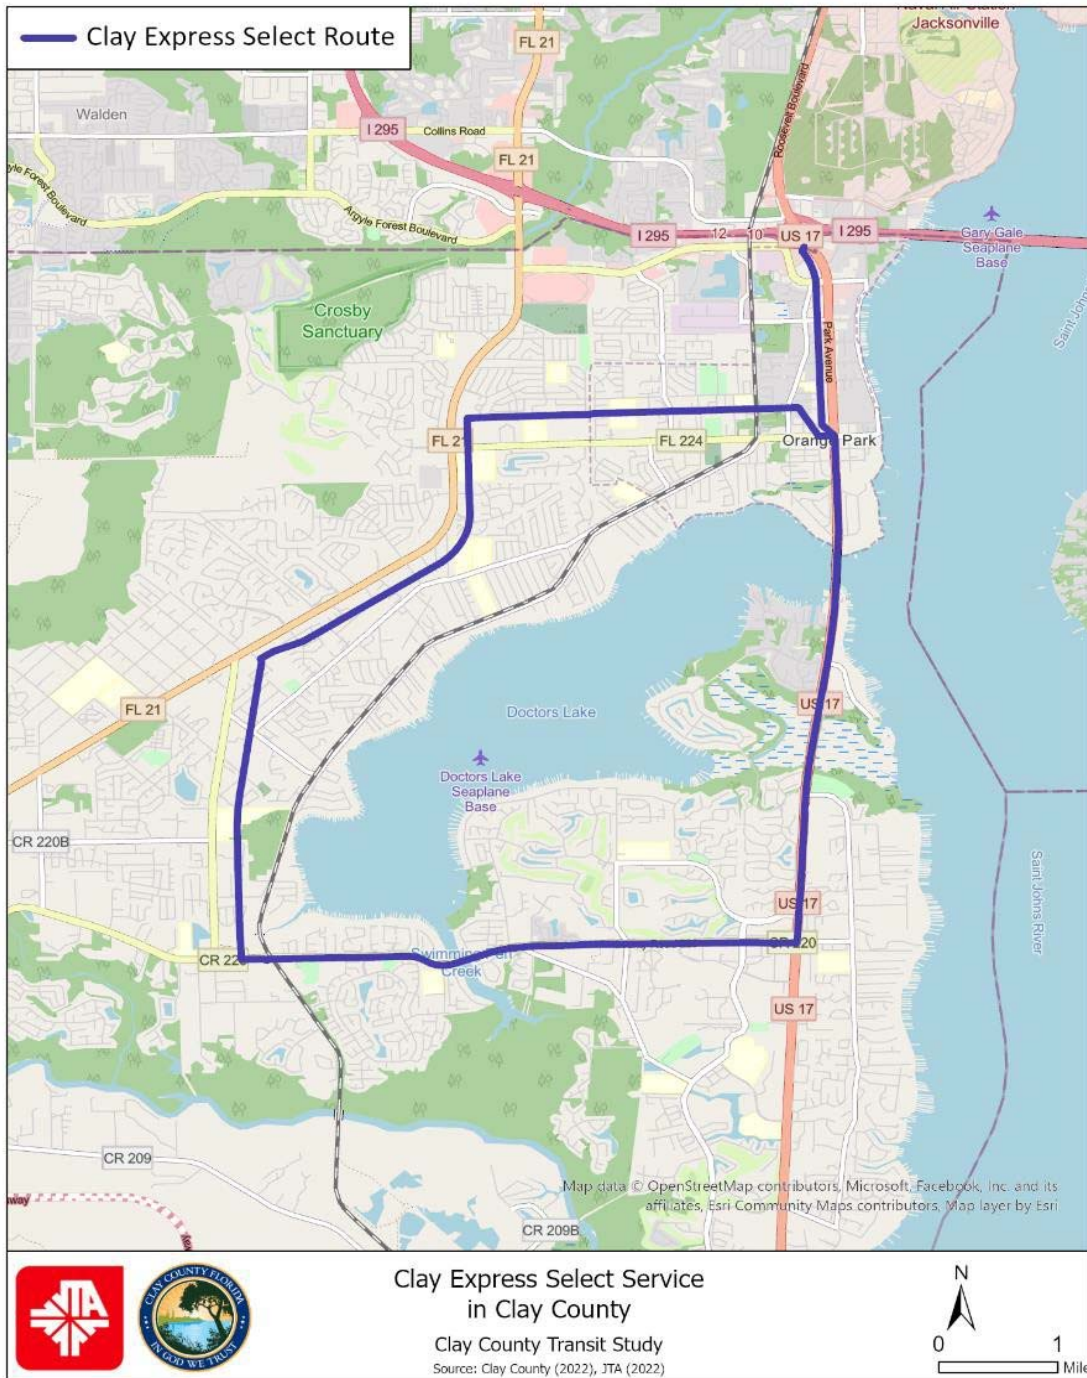 Clay Express Select Route
Jacksonville
FL 21
Walden
I 295
Collins Road
Roosevelt Boulevard
FL 21
Argyle Forest Boulevard
I 295
12
10
US 17
I 295
Gary Gale
Seaplane
Base
Crosby
Sanctuary
Park Avenue
FL 21
FL 224
Orange Park
FL 21
Doctors Lake
US 17
Doctors Lake
Seaplane
Base
CR 220B
Saint Johns River
US 17
Creek
US 17
CR 209
CR 209B
Map data © OpenStreetMap contributors, Microsoft, Facebook, Inc. and its
affiliates, Esri Community Maps contributors, Map layer by Esri
JTA
CLAY COUNTY FLORIDA
IN GOD WE TRUST
Clay Express Select Service
in Clay County
Clay County Transit Study
Source: Clay County (2022), JTA (2022)
N
0 1
Mile